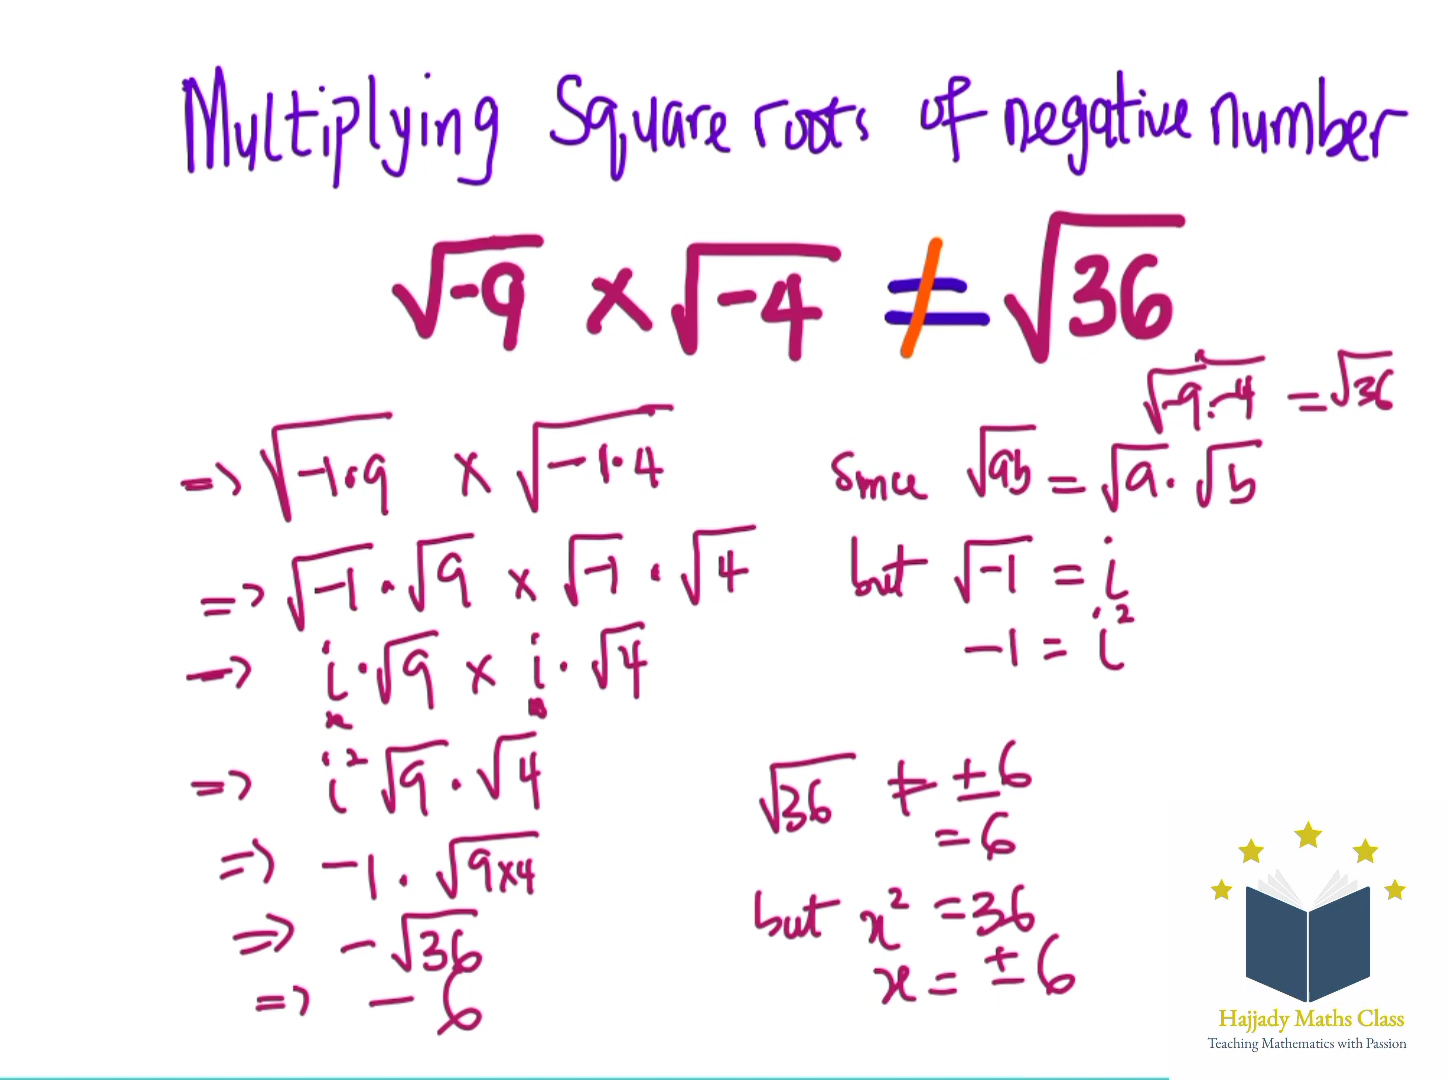 Multiplying Square roots of negative number
√-9 × √-4 ≠ √36
√-9.-4 = √36
=> √-1.9 × √-1.4
Since √ab = √a . √b
=> √-1 . √9 × √-1 . √4
but √-1 = i
-1 = i²
-> i . √9 × i . √4
=> i² √9 . √4
=> -1 . √9×4
=> -√36
=> -6
√36 ≠ ±6
= 6
but x² = 36
x = ±6
Hajjady Maths Class
Teaching Mathematics with Passion